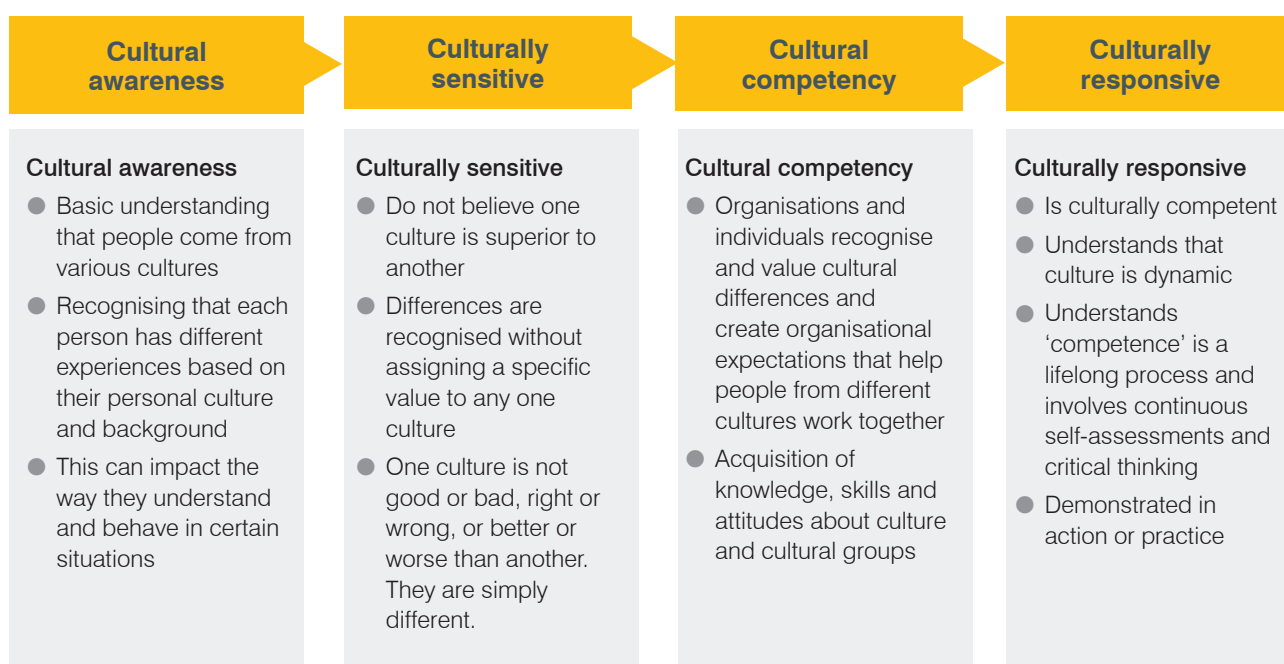 Cultural
awareness
Culturally
sensitive
Cultural
competency
Culturally
responsive
Cultural awareness
● Basic understanding
that people come from
various cultures
● Recognising that each
person has different
experiences based on
their personal culture
and background
● This can impact the
way they understand
and behave in certain
situations
Culturally sensitive
● Do not believe one
culture is superior to
another
● Differences are
recognised without
assigning a specific
value to any one
culture
● One culture is not
good or bad, right or
wrong, or better or
worse than another.
They are simply
different.
Cultural competency
● Organisations and
individuals recognise
and value cultural
differences and
create organisational
expectations that help
people from different
cultures work together
● Acquisition of
knowledge, skills and
attitudes about culture
and cultural groups
Culturally responsive
● Is culturally competent
● Understands that
culture is dynamic
● Understands
‘competence’ is a
lifelong process and
involves continuous
self-assessments and
critical thinking
● Demonstrated in
action or practice